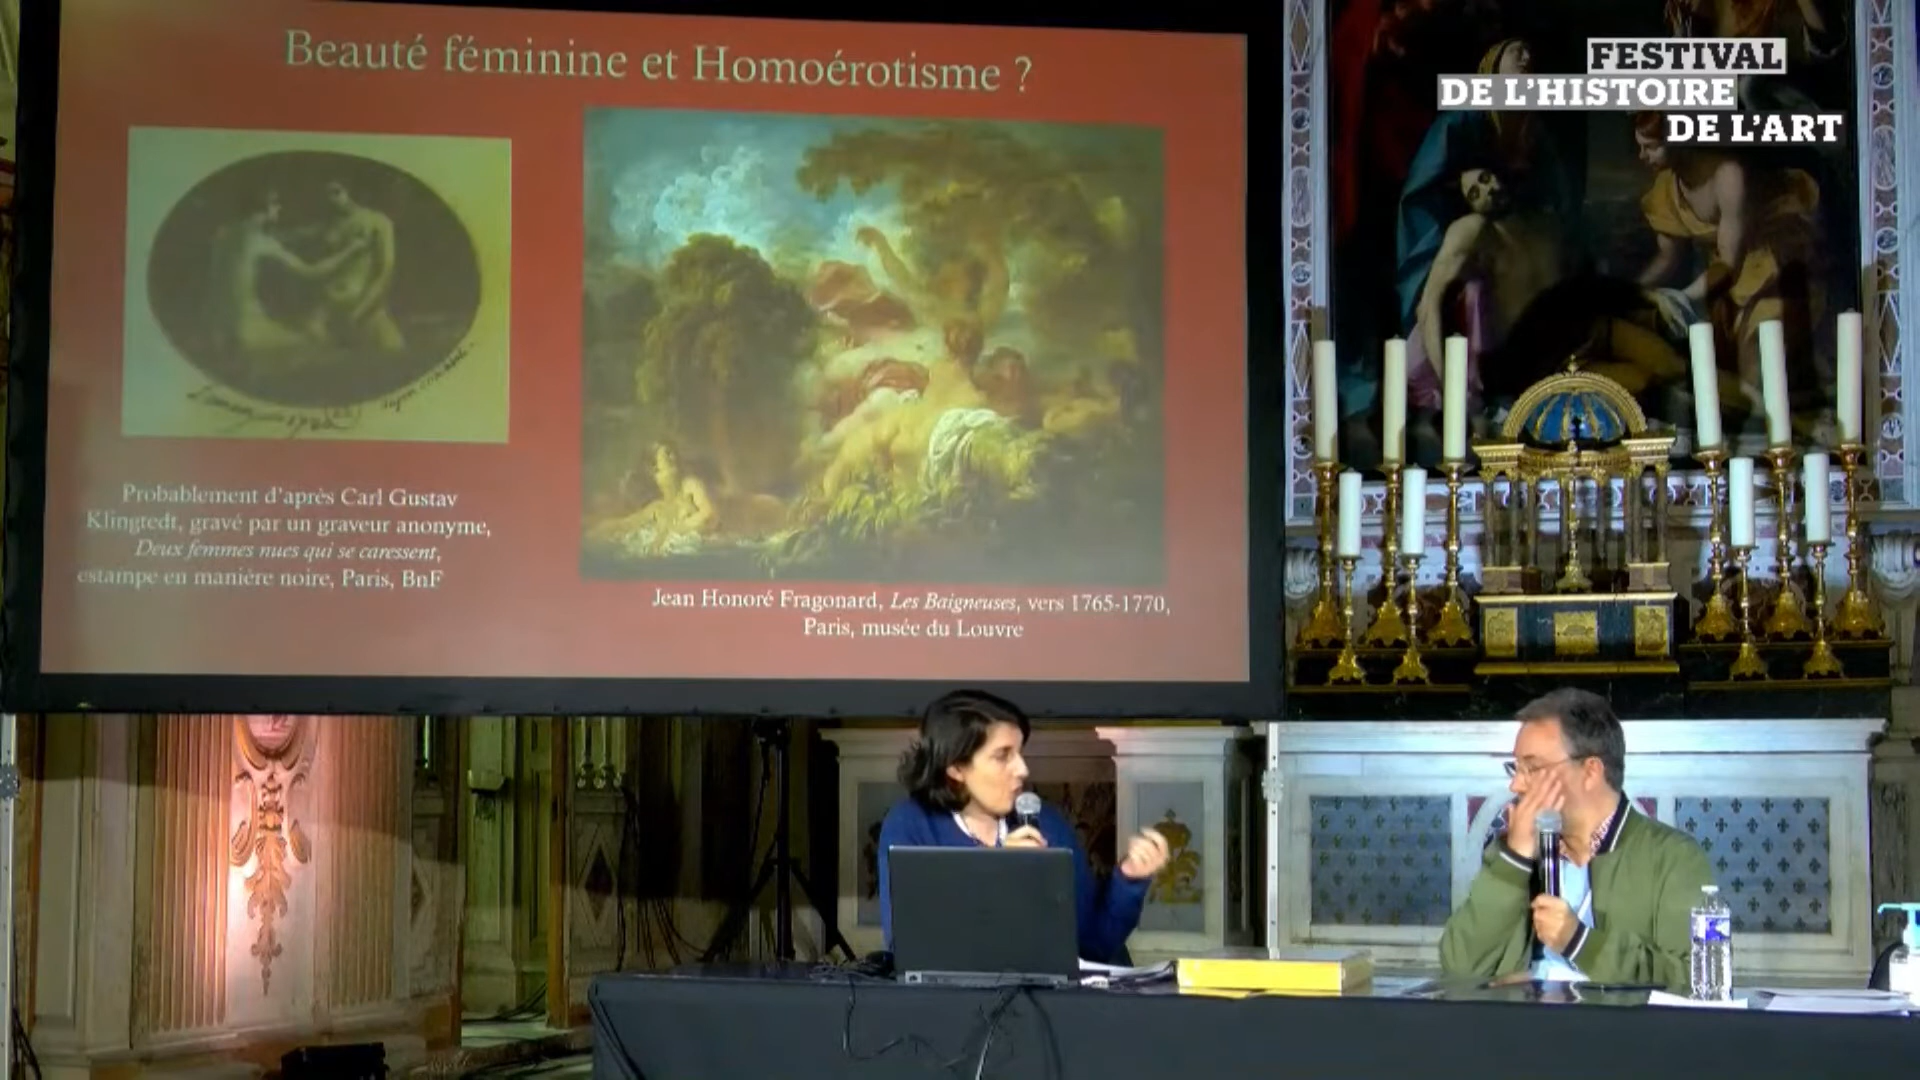 Beauté féminine et Homoérotisme ?
FESTIVAL
DE L'HISTOIRE
DE L'ART
Probablement d'après Carl Gustav
Klingtedt, gravé par un graveur anonyme,
Deux femmes nues qui se caressent,
estampe en manière noire, Paris, BnF
Jean Honoré Fragonard, Les Baigneuses, vers 1765-1770,
Paris, musée du Louvre